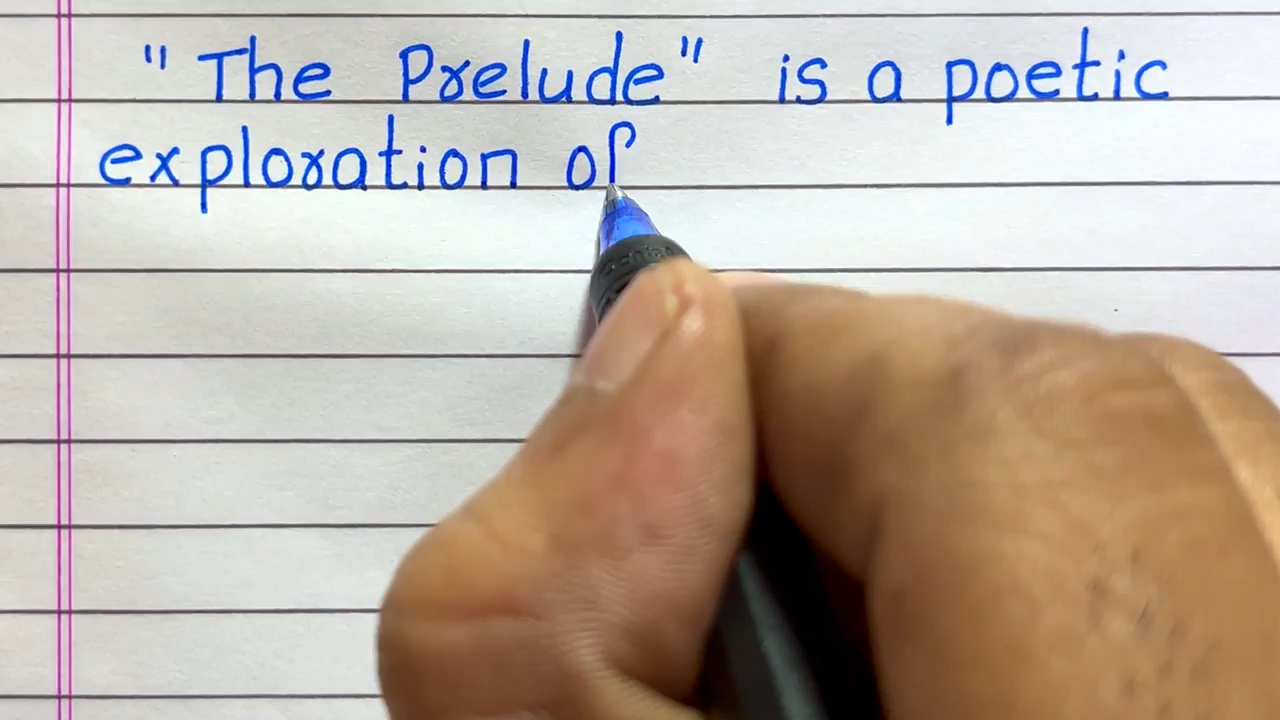 "The Prelude" is a poetic
exploration of